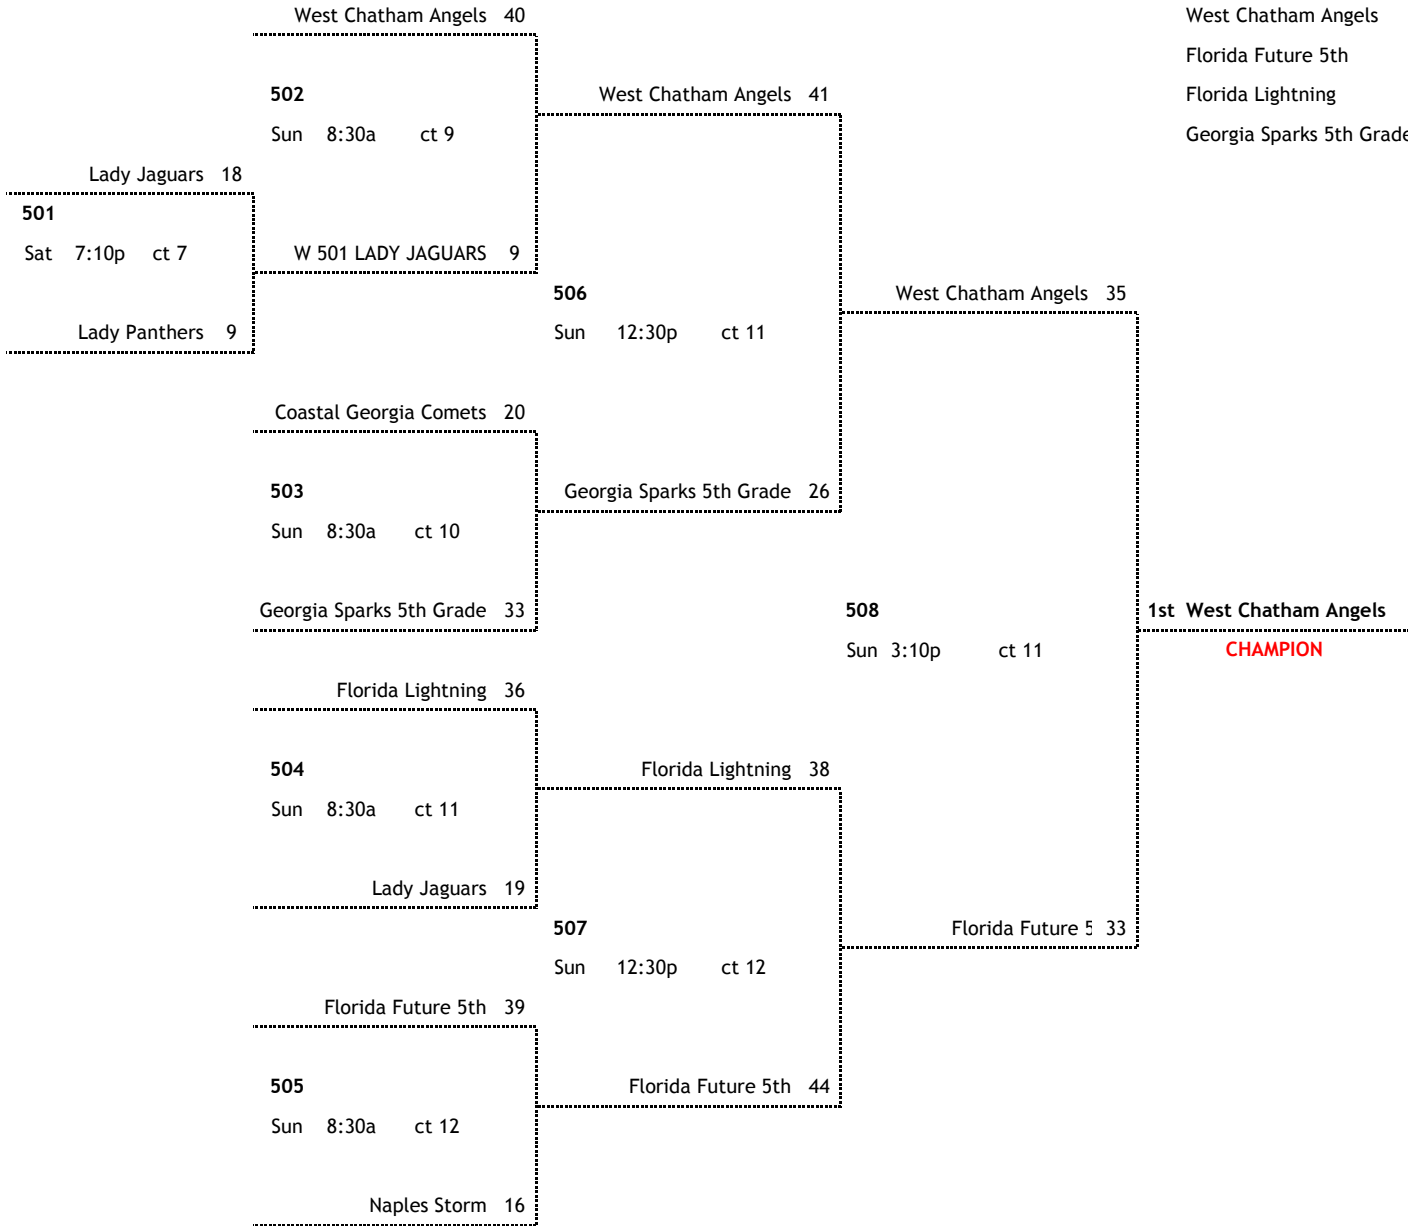 West Chatham Angels 40 West Chatham Angels
Florida Future 5th
502 West Chatham Angels 41 Florida Lightning
Sun 8:30a ct 9 Georgia Sparks 5th Grade
Lady Jaguars 18
501
Sat 7:10p ct 7 W 501 LADY JAGUARS 9
506 West Chatham Angels 35
Lady Panthers 9 Sun 12:30p ct 11
Coastal Georgia Comets 20
503 Georgia Sparks 5th Grade 26
Sun 8:30a ct 10
Georgia Sparks 5th Grade 33 508 1st West Chatham Angels
Sun 3:10p ct 11 CHAMPION
Florida Lightning 36
504 Florida Lightning 38
Sun 8:30a ct 11
Lady Jaguars 19
507 Florida Future 5 33
Sun 12:30p ct 12
Florida Future 5th 39
505 Florida Future 5th 44
Sun 8:30a ct 12
Naples Storm 16